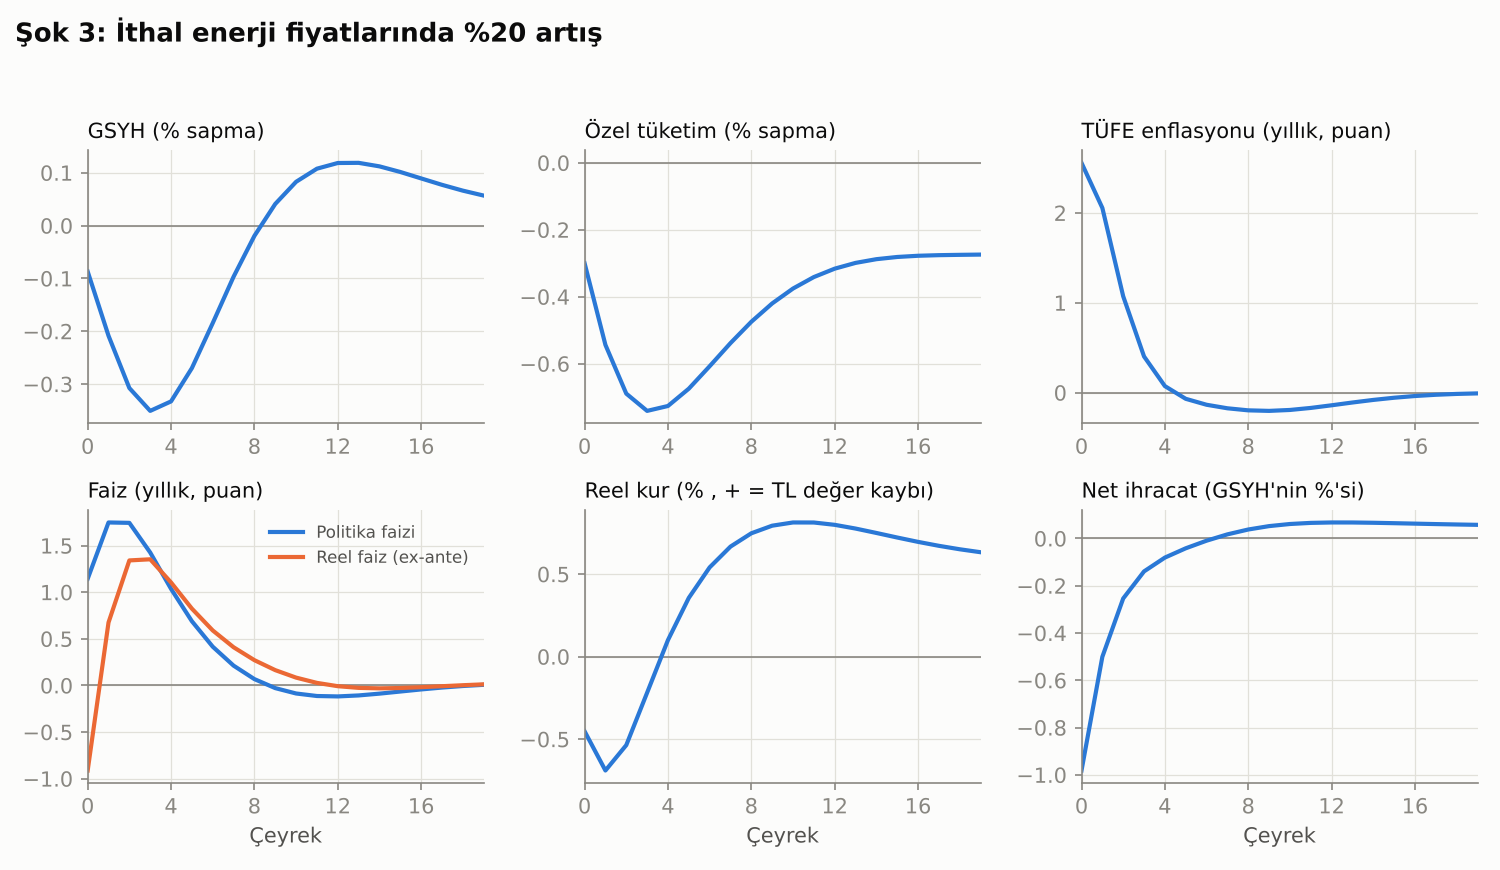 Şok 3: İthal enerji fiyatlarında %20 artış
GSYH (% sapma)
0.1
0.0
−0.1
−0.2
−0.3
0 4 8 12 16
Özel tüketim (% sapma)
0.0
−0.2
−0.4
−0.6
0 4 8 12 16
TÜFE enflasyonu (yıllık, puan)
2
1
0
0 4 8 12 16
Faiz (yıllık, puan)
Politika faizi
Reel faiz (ex-ante)
1.5
1.0
0.5
0.0
−0.5
−1.0
0 4 8 12 16
Çeyrek
Reel kur (% , + = TL değer kaybı)
0.5
0.0
−0.5
0 4 8 12 16
Çeyrek
Net ihracat (GSYH'nin %'si)
0.0
−0.2
−0.4
−0.6
−0.8
−1.0
0 4 8 12 16
Çeyrek